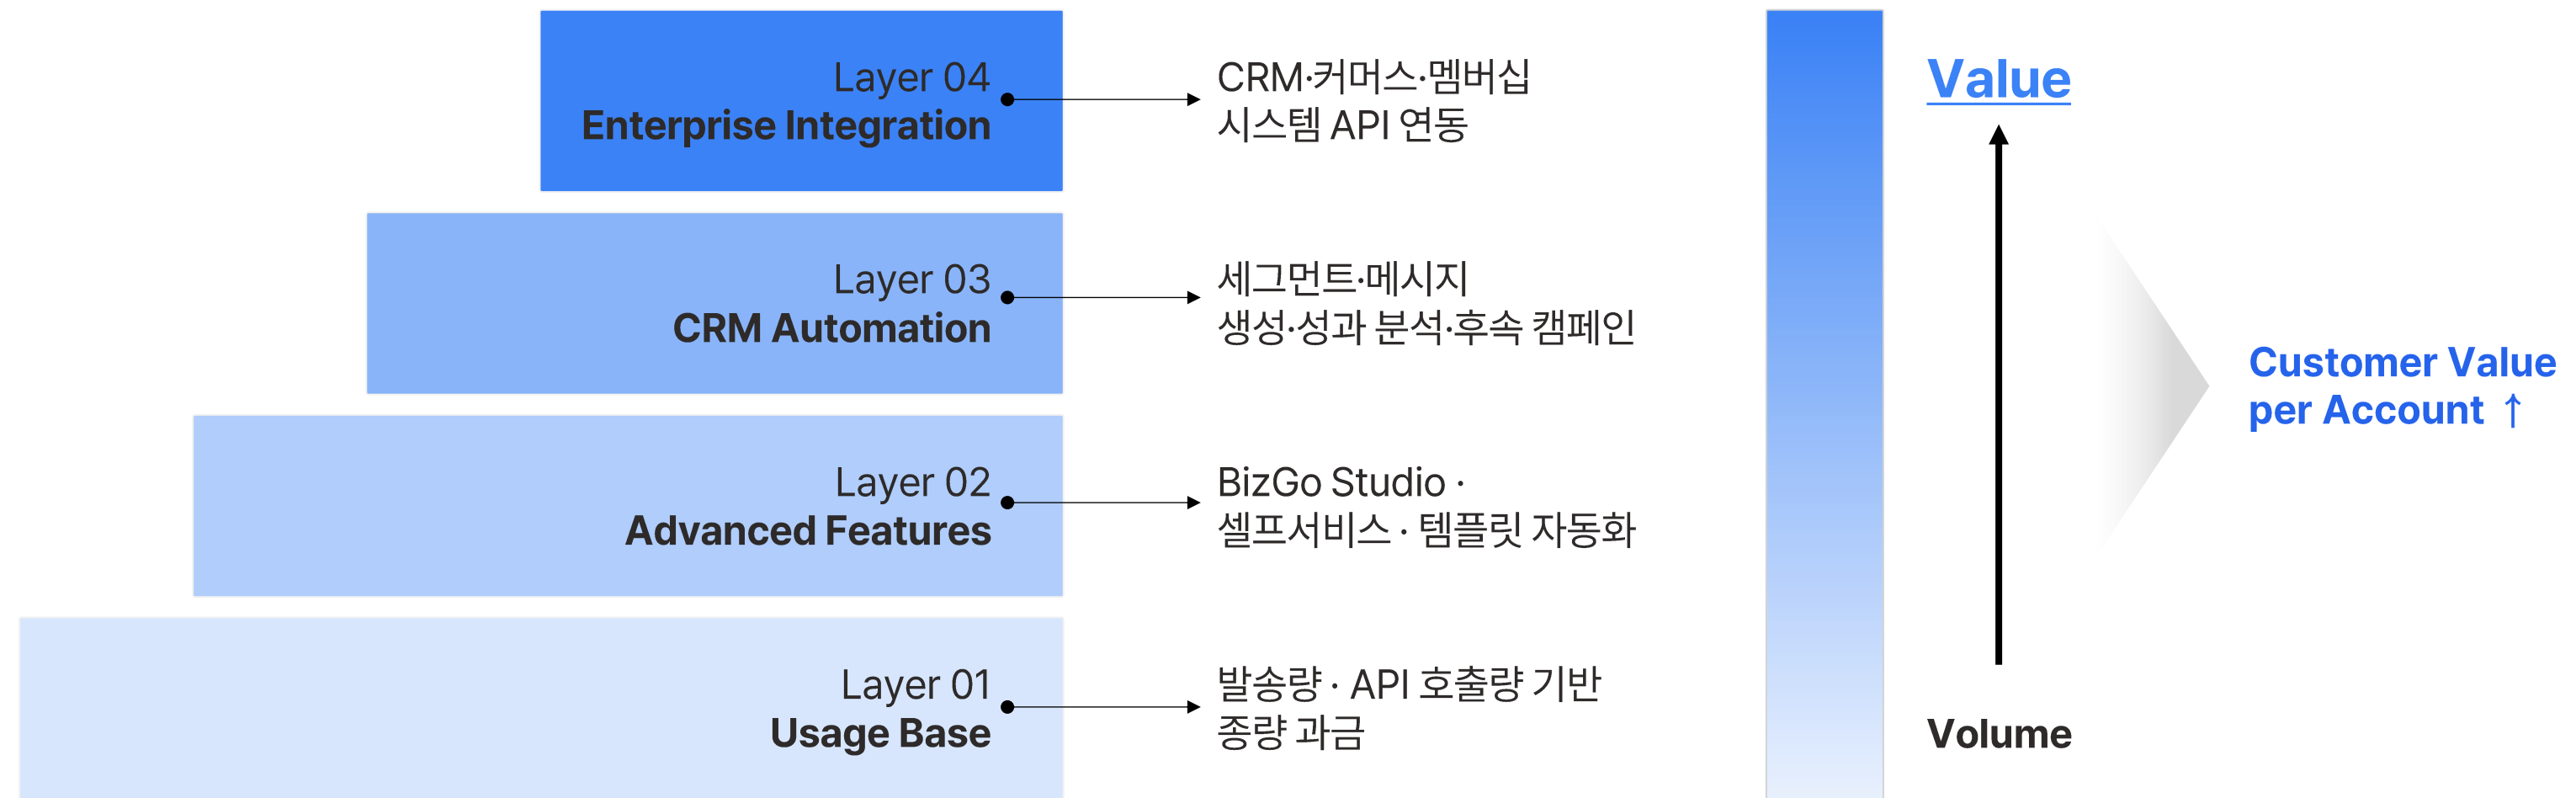 Layer 04
Enterprise Integration
CRM·커머스·멤버십
시스템 API 연동
Layer 03
CRM Automation
세그먼트·메시지
생성·성과 분석·후속 캠페인
Layer 02
Advanced Features
BizGo Studio ·
셀프서비스 · 템플릿 자동화
Layer 01
Usage Base
발송량 · API 호출량 기반
종량 과금
Value
Volume
Customer Value
per Account ↑